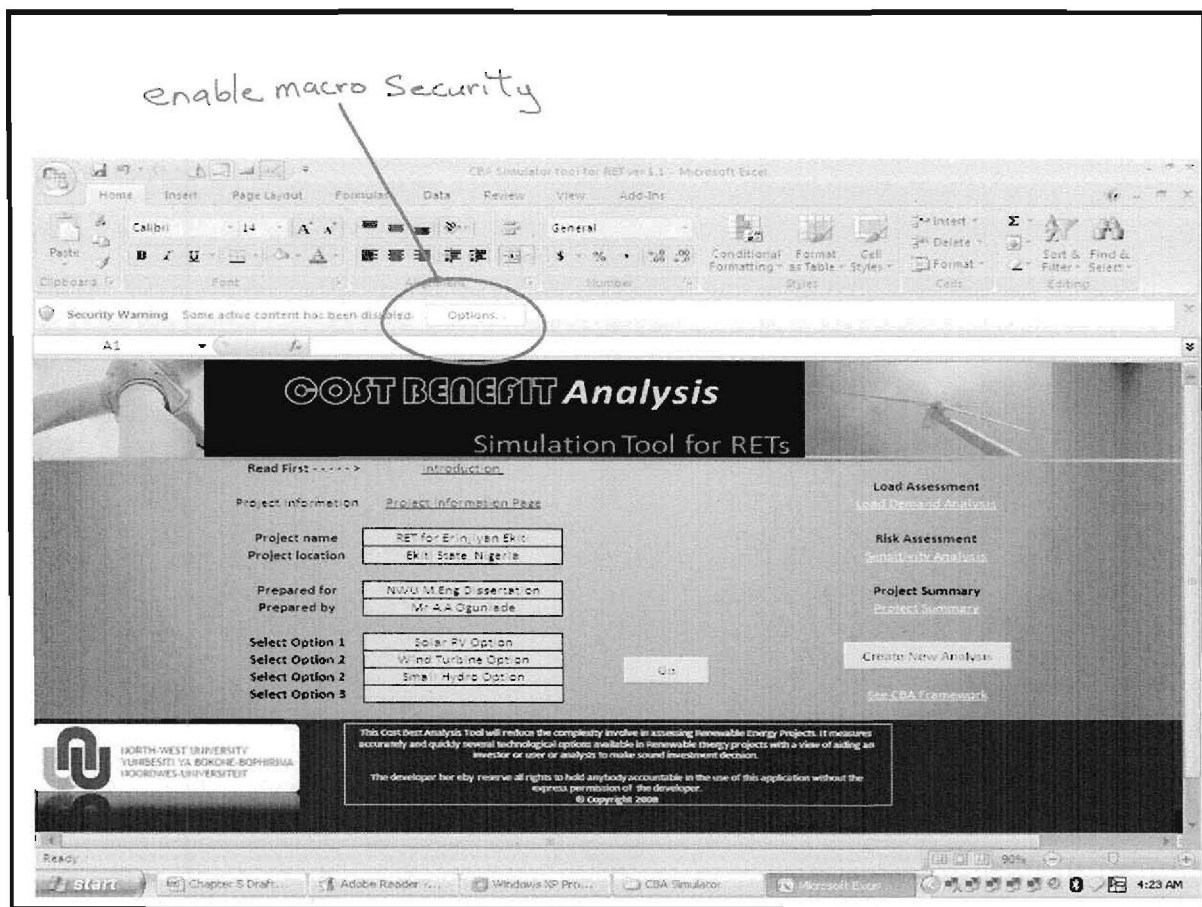 enable macro Security
CBA Simulator tool for RET ver 1.1 - Microsoft Excel
Home Insert Page Layout Formulas Data Review View Add-Ins
Calibri 14 A A General Insert Σ
Paste B I U A $ % , Conditional Format Cell Delete Sort & Find &
Formatting as Table Styles Format Filter Select
Clipboard Font Alignment Number Styles Cells Editing
Security Warning Some active content has been disabled. Options...
A1 fx
COST BENEFIT Analysis
Simulation Tool for RETs
Read First - - - - - > Introduction
Load Assessment
Project Information Project Information Page Load Demand Analysis
Project name RET for Erinjiyan Ekiti Risk Assessment
Project location Ekiti State, Nigeria Sensitivity Analysis
Prepared for NWU M.Eng Dissertation Project Summary
Prepared by Mr A.A Ogunlade Project Summary
Select Option 1 Solar PV Option
Select Option 2 Wind Turbine Option Go Create New Analysis
Select Option 2 Small Hydro Option
Select Option 3 See CBA Framework
NORTH-WEST UNIVERSITY
YUNIBESITI YA BOKONE-BOPHIRIMA
NOORDWES-UNIVERSITEIT
This Cost Best Analysis Tool will reduce the complexity involve in assessing Renewable Energy Projects. It measures
accurately and quickly several technological options available in Renewable Energy projects with a view of aiding an
investor or user or analysis to make sound investment decision.
The developer her eby reserve all rights to hold anybody accountable in the use of this application without the
express permission of the developer.
© Copyright 2008
Ready 90%
start Chapter 5 Draft... Adobe Reader Windows XP Pro... CBA Simulator Microsoft Excel 4:23 AM